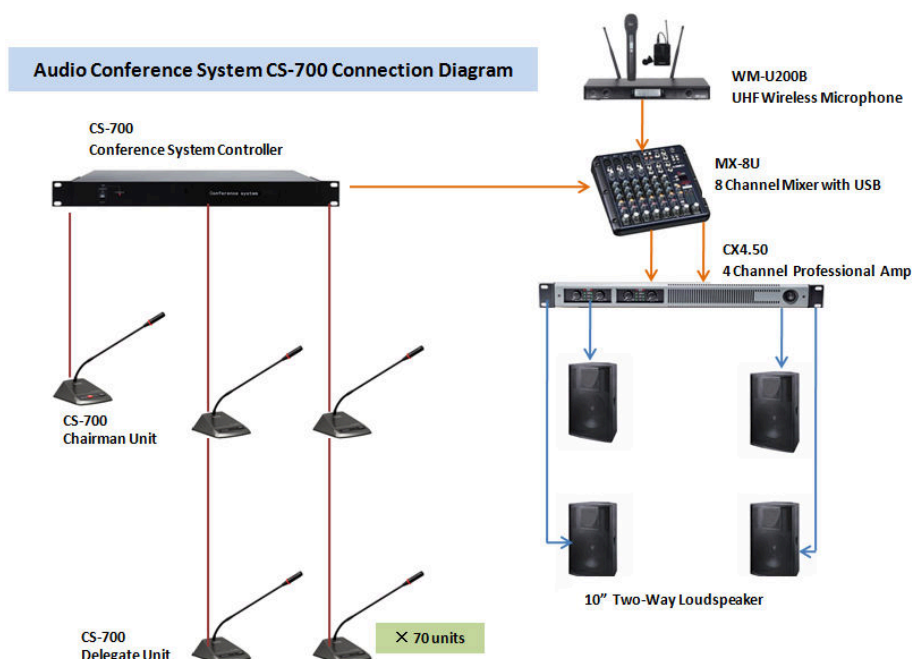 Audio Conference System CS-700 Connection Diagram
WM-U200B
UHF Wireless Microphone
CS-700
Conference System Controller
Conference system
MX-8U
8 Channel Mixer with USB
CX4.50
4 Channel Professional Amp
CS-700
Chairman Unit
10” Two-Way Loudspeaker
CS-700
Delegate Unit
× 70 units